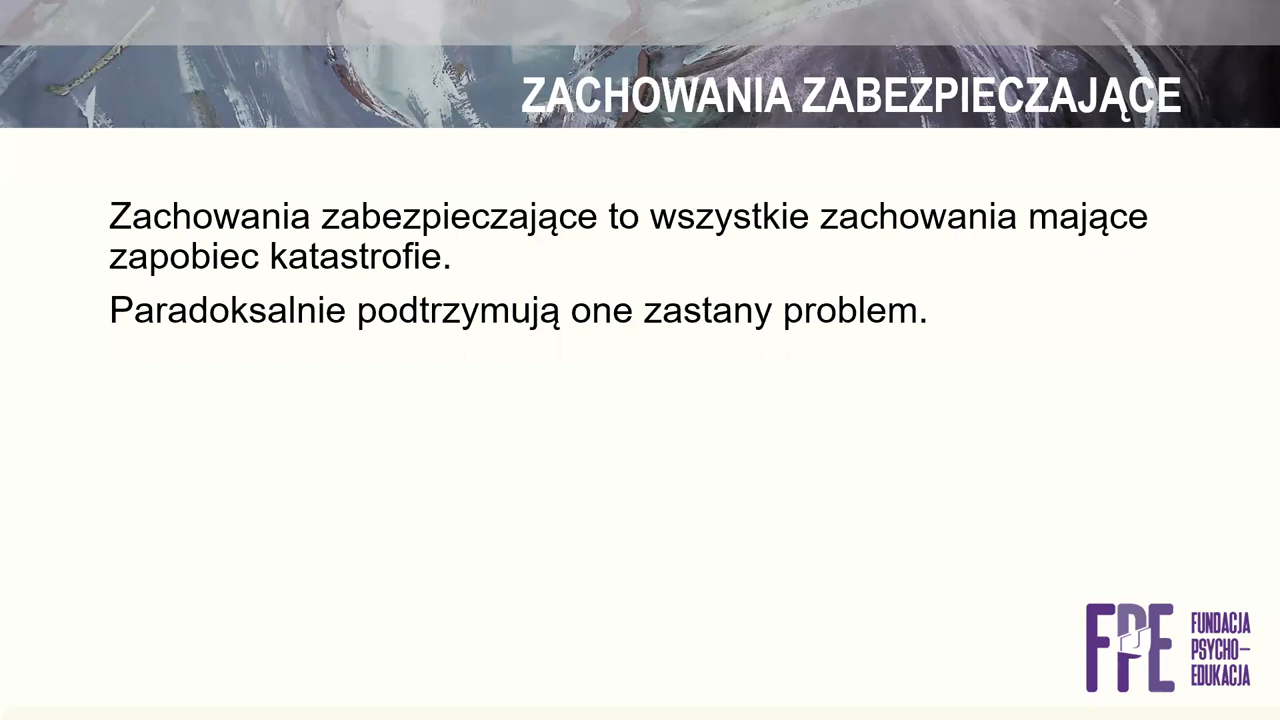 ZACHOWANIA ZABEZPIECZAJĄCE
Zachowania zabezpieczające to wszystkie zachowania mające
zapobiec katastrofie.
Paradoksalnie podtrzymują one zastany problem.
FPE
FUNDACJA
PSYCHO—
EDUKACJA